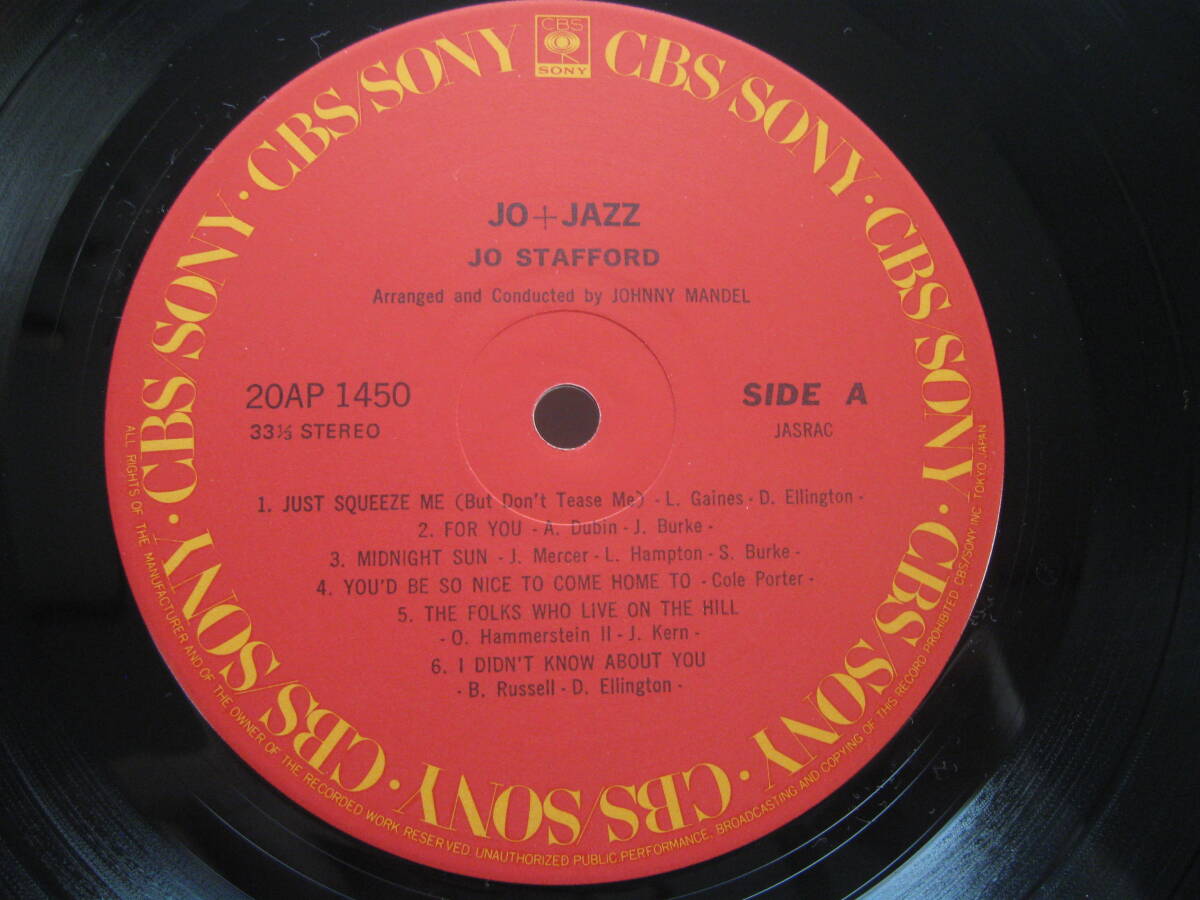 CBS
SONY
CBS/SONY · CBS/SONY · CBS/SONY · CBS/SONY · CBS/SONY · CBS/SONY · CBS/SONY · CBS/SONY · CBS/SONY
JO+JAZZ
JO STAFFORD
Arranged and Conducted by JOHNNY MANDEL
20AP 1450
SIDE A
33⅓ STEREO
JASRAC
1. JUST SQUEEZE ME (But Don't Tease Me) - L. Gaines - D. Ellington -
2. FOR YOU - A. Dubin - J. Burke -
3. MIDNIGHT SUN - J. Mercer - L. Hampton - S. Burke -
4. YOU'D BE SO NICE TO COME HOME TO - Cole Porter -
5. THE FOLKS WHO LIVE ON THE HILL
- O. Hammerstein II - J. Kern -
6. I DIDN'T KNOW ABOUT YOU
- B. Russell - D. Ellington -
ALL RIGHTS OF THE MANUFACTURER AND OF THE OWNER OF THE RECORDED WORK RESERVED UNAUTHORIZED PUBLIC PERFORMANCE, BROADCASTING AND COPYING OF THIS RECORD PROHIBITED CBS/SONY INC TOKYO JAPAN